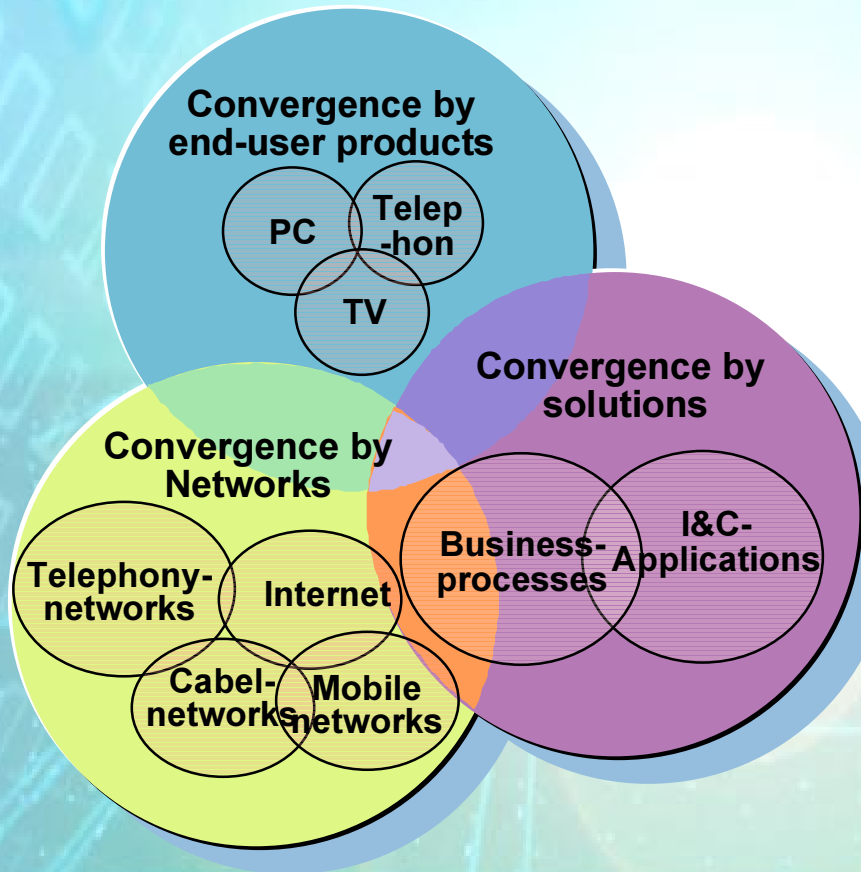 Convergence by
end-user products
PC
Telep
-hon
TV
Convergence by
solutions
Convergence by
Networks
Business-
processes
I&C-
Applications
Telephony-
networks
Internet
Cabel-
networks
Mobile
networks